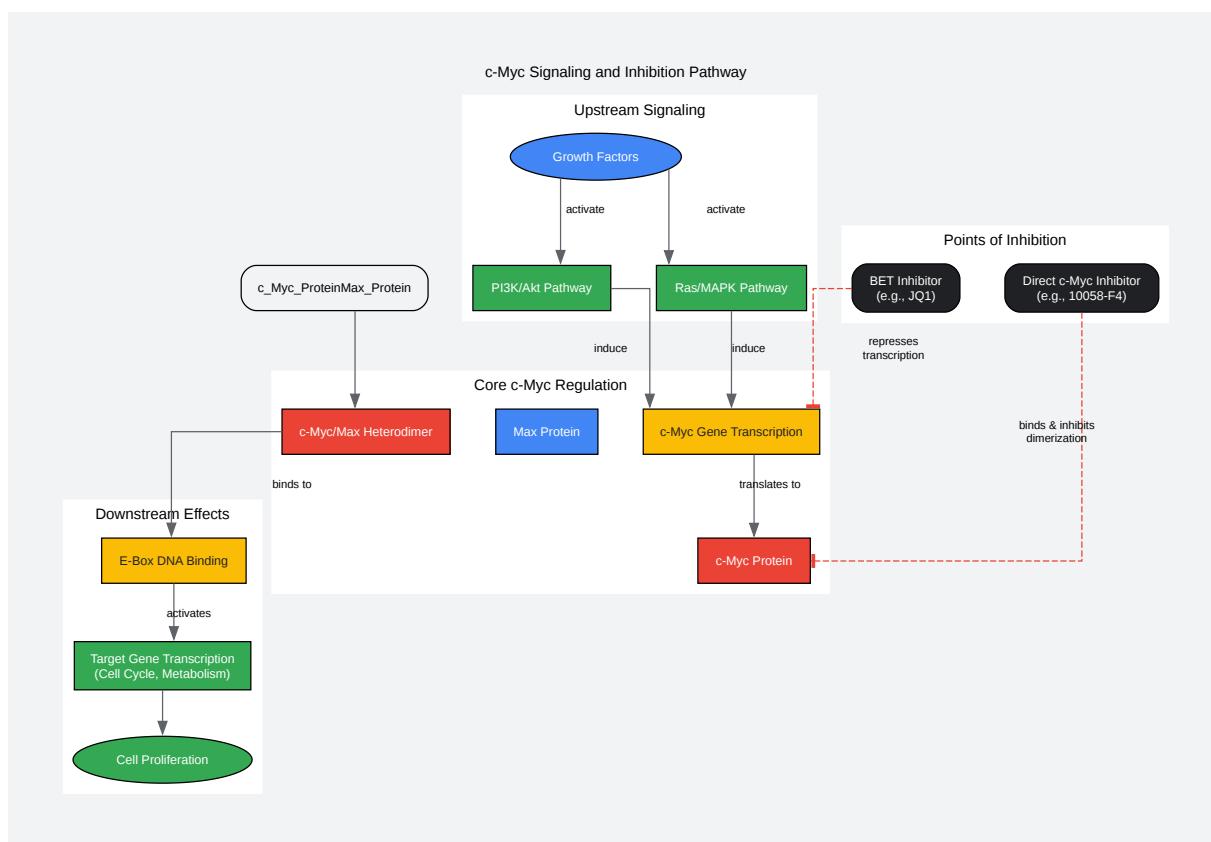 c-Myc Signaling and Inhibition Pathway
Upstream Signaling
Growth Factors
activate
activate
Points of Inhibition
PI3K/Akt Pathway
Ras/MAPK Pathway
BET Inhibitor
(e.g., JQ1)
Direct c-Myc Inhibitor
(e.g., 10058-F4)
c_Myc_ProteinMax_Protein
induce
induce
represses
transcription
Core c-Myc Regulation
c-Myc/Max Heterodimer
Max Protein
c-Myc Gene Transcription
binds & inhibits
dimerization
binds to
translates to
Downstream Effects
E-Box DNA Binding
c-Myc Protein
activates
Target Gene Transcription
(Cell Cycle, Metabolism)
Cell Proliferation